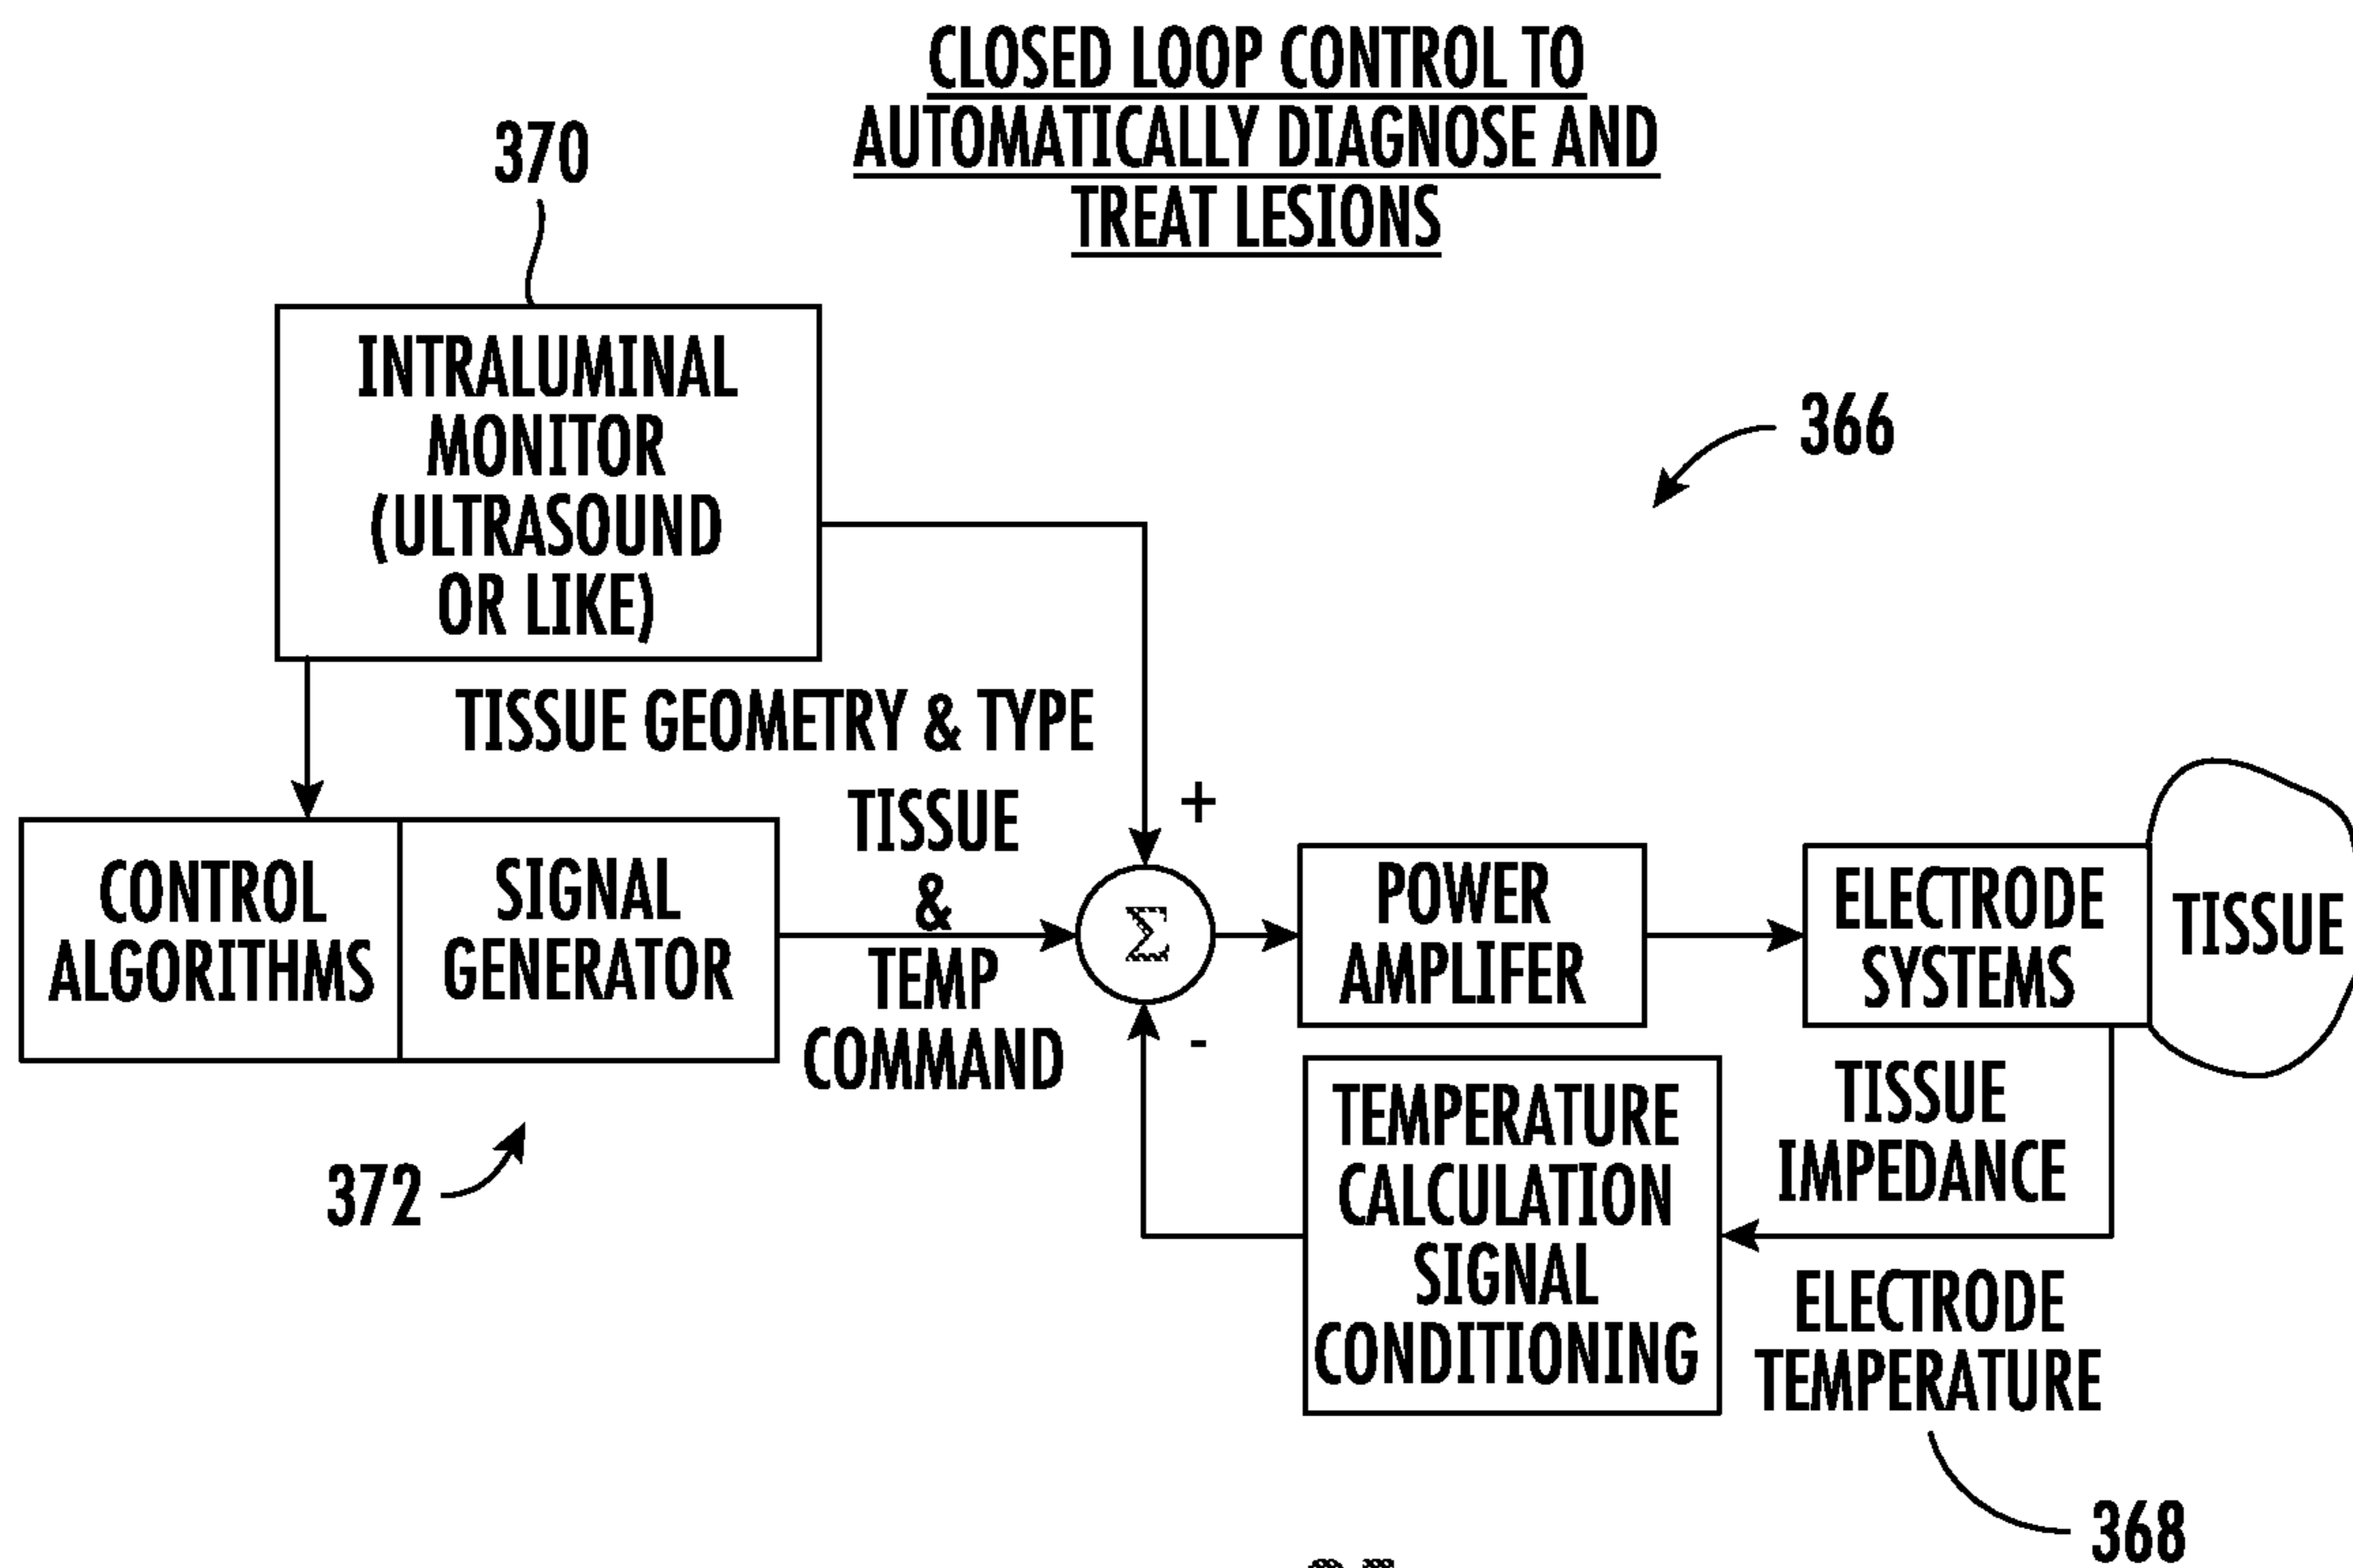 CLOSED LOOP CONTROL TO
AUTOMATICALLY DIAGNOSE AND
TREAT LESIONS
370
INTRALUMINAL
MONITOR
(ULTRASOUND
OR LIKE)
366
TISSUE GEOMETRY & TYPE
CONTROL
ALGORITHMS
SIGNAL
GENERATOR
TISSUE
&
TEMP
COMMAND
+
Σ
-
POWER
AMPLIFER
ELECTRODE
SYSTEMS
TISSUE
372
TEMPERATURE
CALCULATION
SIGNAL
CONDITIONING
TISSUE
IMPEDANCE
ELECTRODE
TEMPERATURE
368